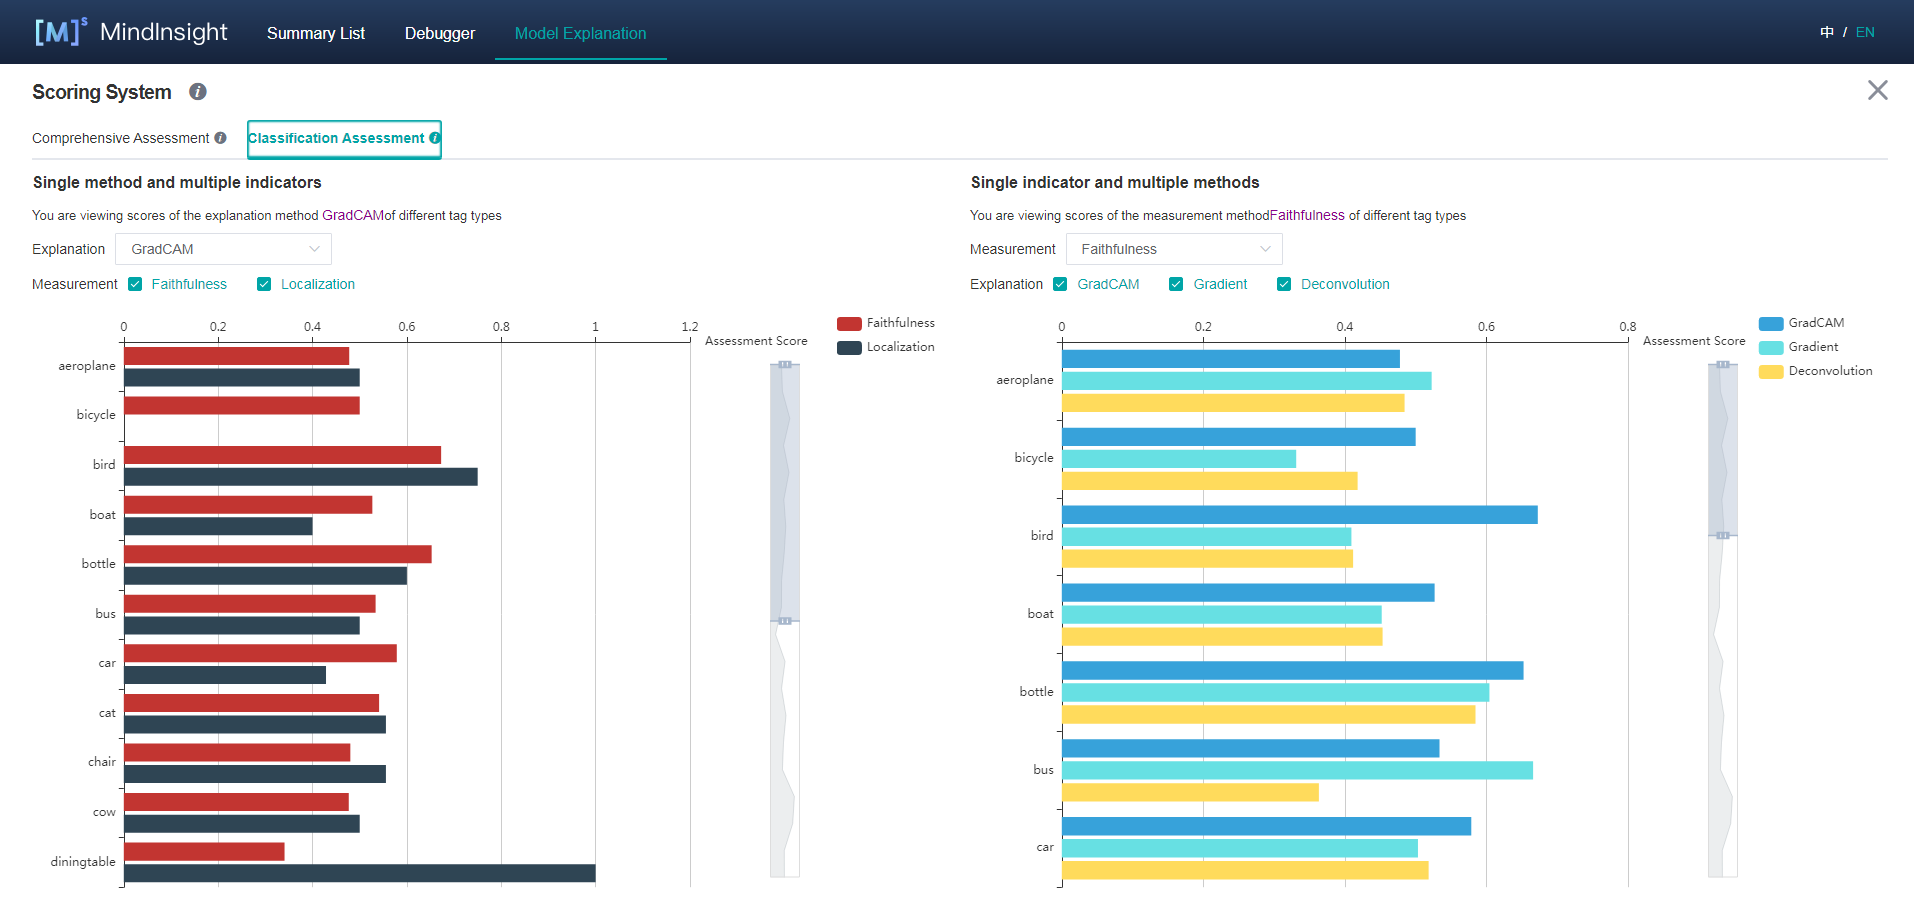 [M]s MindInsight Summary List Debugger Model Explanation 中 / EN
Scoring System i
Comprehensive Assessment i Classification Assessment i
Single method and multiple indicators
You are viewing scores of the explanation method GradCAMof different tag types
Explanation GradCAM
Measurement Faithfulness Localization
0 0.2 0.4 0.6 0.8 1 1.2
Assessment Score
Faithfulness
Localization
aeroplane
bicycle
bird
boat
bottle
bus
car
cat
chair
cow
diningtable
Single indicator and multiple methods
You are viewing scores of the measurement methodFaithfulness of different tag types
Measurement Faithfulness
Explanation GradCAM Gradient Deconvolution
0 0.2 0.4 0.6 0.8
Assessment Score
GradCAM
Gradient
Deconvolution
aeroplane
bicycle
bird
boat
bottle
bus
car